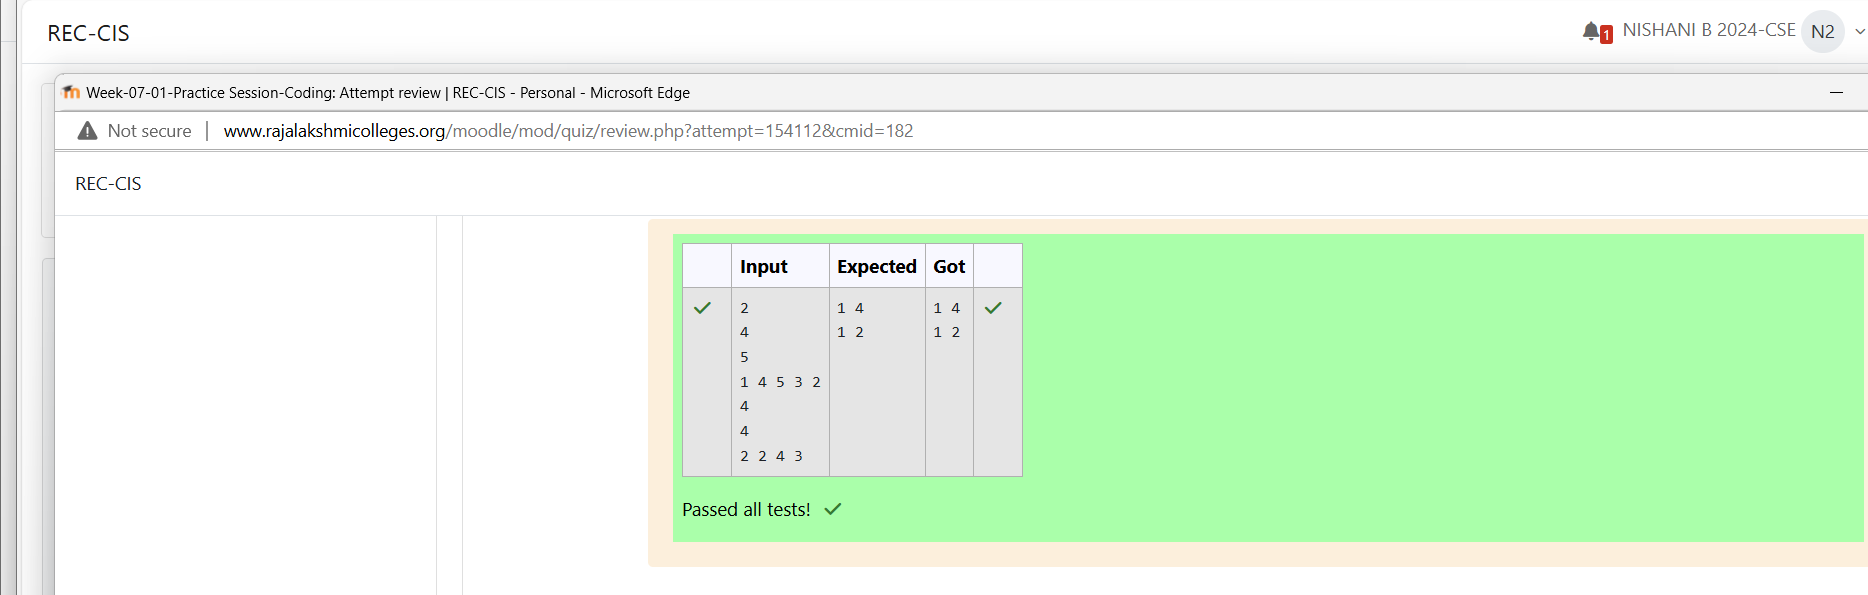 REC-CIS
1 NISHANI B 2024-CSE N2
Week-07-01-Practice Session-Coding: Attempt review | REC-CIS - Personal - Microsoft Edge
Not secure | www.rajalakshmicolleges.org/moodle/mod/quiz/review.php?attempt=154112&cmid=182
REC-CIS
Input Expected Got
2 1 4 1 4
4 1 2 1 2
5
1 4 5 3 2
4
4
2 2 4 3
Passed all tests!